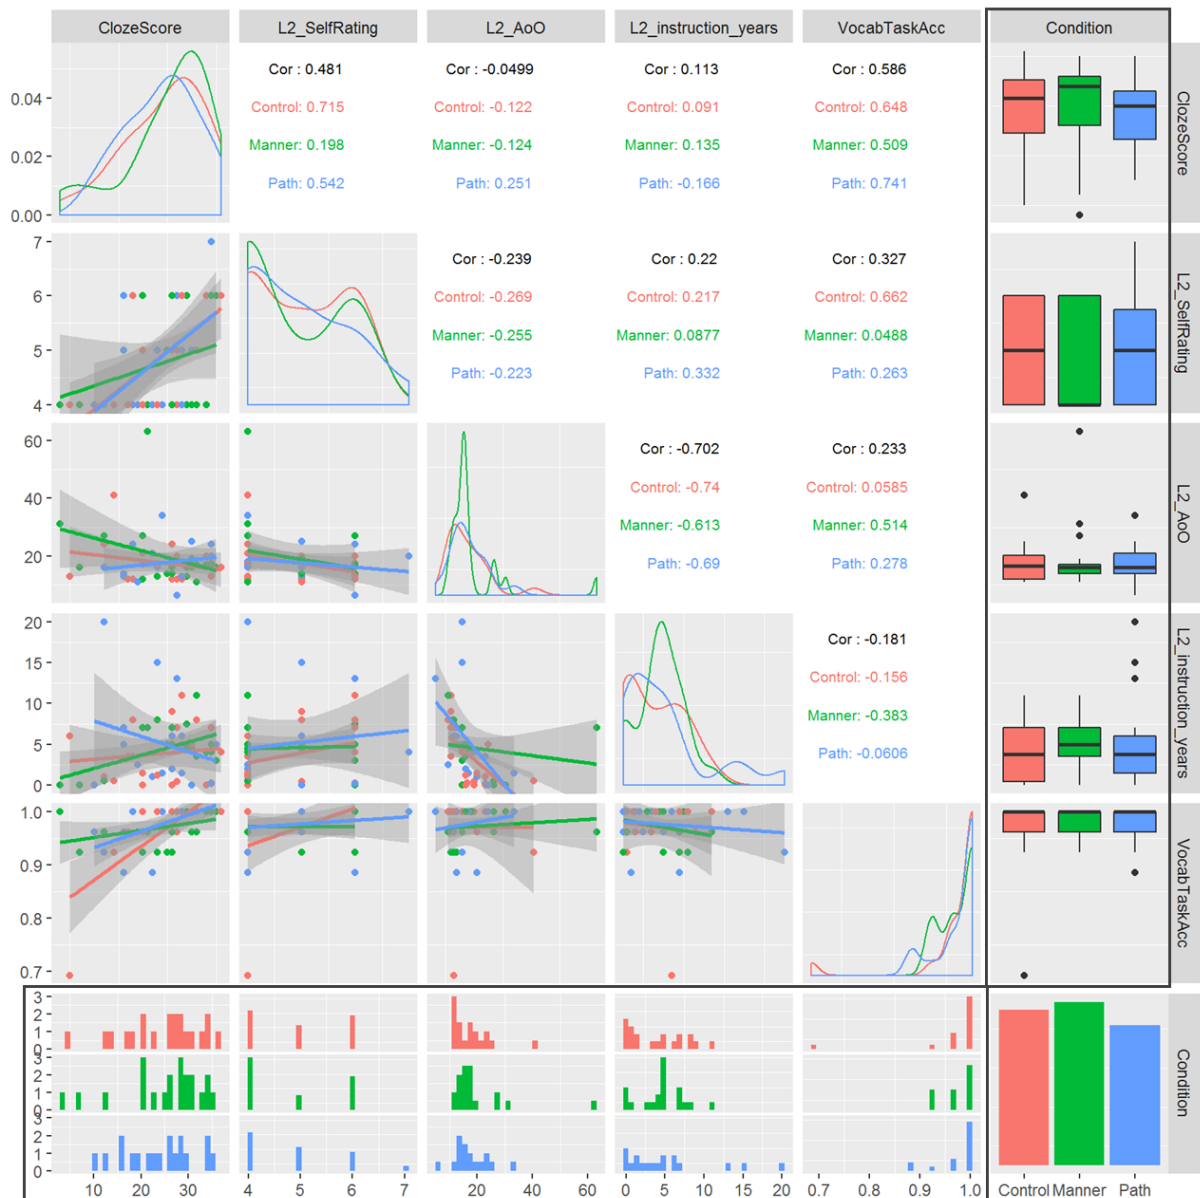 ClozeScore L2_SelfRating L2_AoO L2_instruction_years VocabTaskAcc Condition
Cor : 0.481 Cor : -0.0499 Cor : 0.113 Cor : 0.586
Control: 0.715 Control: -0.122 Control: 0.091 Control: 0.648
Manner: 0.198 Manner: -0.124 Manner: 0.135 Manner: 0.509
Path: 0.542 Path: 0.251 Path: -0.166 Path: 0.741
0.04
0.02
0.00
ClozeScore
Cor : -0.239 Cor : 0.22 Cor : 0.327
Control: -0.269 Control: 0.217 Control: 0.662
Manner: -0.255 Manner: 0.0877 Manner: 0.0488
Path: -0.223 Path: 0.332 Path: 0.263
7
6
5
4
L2_SelfRating
Cor : -0.702 Cor : 0.233
Control: -0.74 Control: 0.0585
Manner: -0.613 Manner: 0.514
Path: -0.69 Path: 0.278
60
40
20
L2_AoO
Cor : -0.181
Control: -0.156
Manner: -0.383
Path: -0.0606
20
15
10
5
0
L2_instruction_years
1.0
0.9
0.8
0.7
VocabTaskAcc
3
2
1
0
3
2
1
0
3
2
1
0
Condition
10 20 30 4 5 6 7 20 40 60 0 5 10 15 20 0.7 0.8 0.9 1.0 Control Manner Path